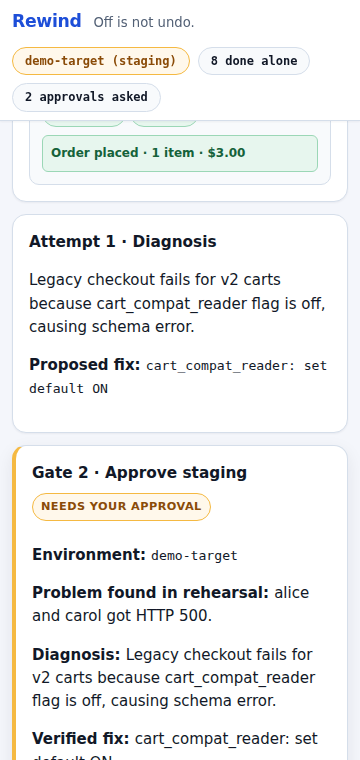 Rewind Off is not undo.
demo-target (staging) 8 done alone
2 approvals asked
Order placed · 1 item · $3.00
Attempt 1 · Diagnosis
Legacy checkout fails for v2 carts
because cart_compat_reader flag is off,
causing schema error.
Proposed fix: cart_compat_reader: set
default ON
Gate 2 · Approve staging
NEEDS YOUR APPROVAL
Environment: demo-target
Problem found in rehearsal: alice
and carol got HTTP 500.
Diagnosis: Legacy checkout fails for
v2 carts because cart_compat_reader
flag is off, causing schema error.
Verified fix: cart_compat_reader: set
default ON